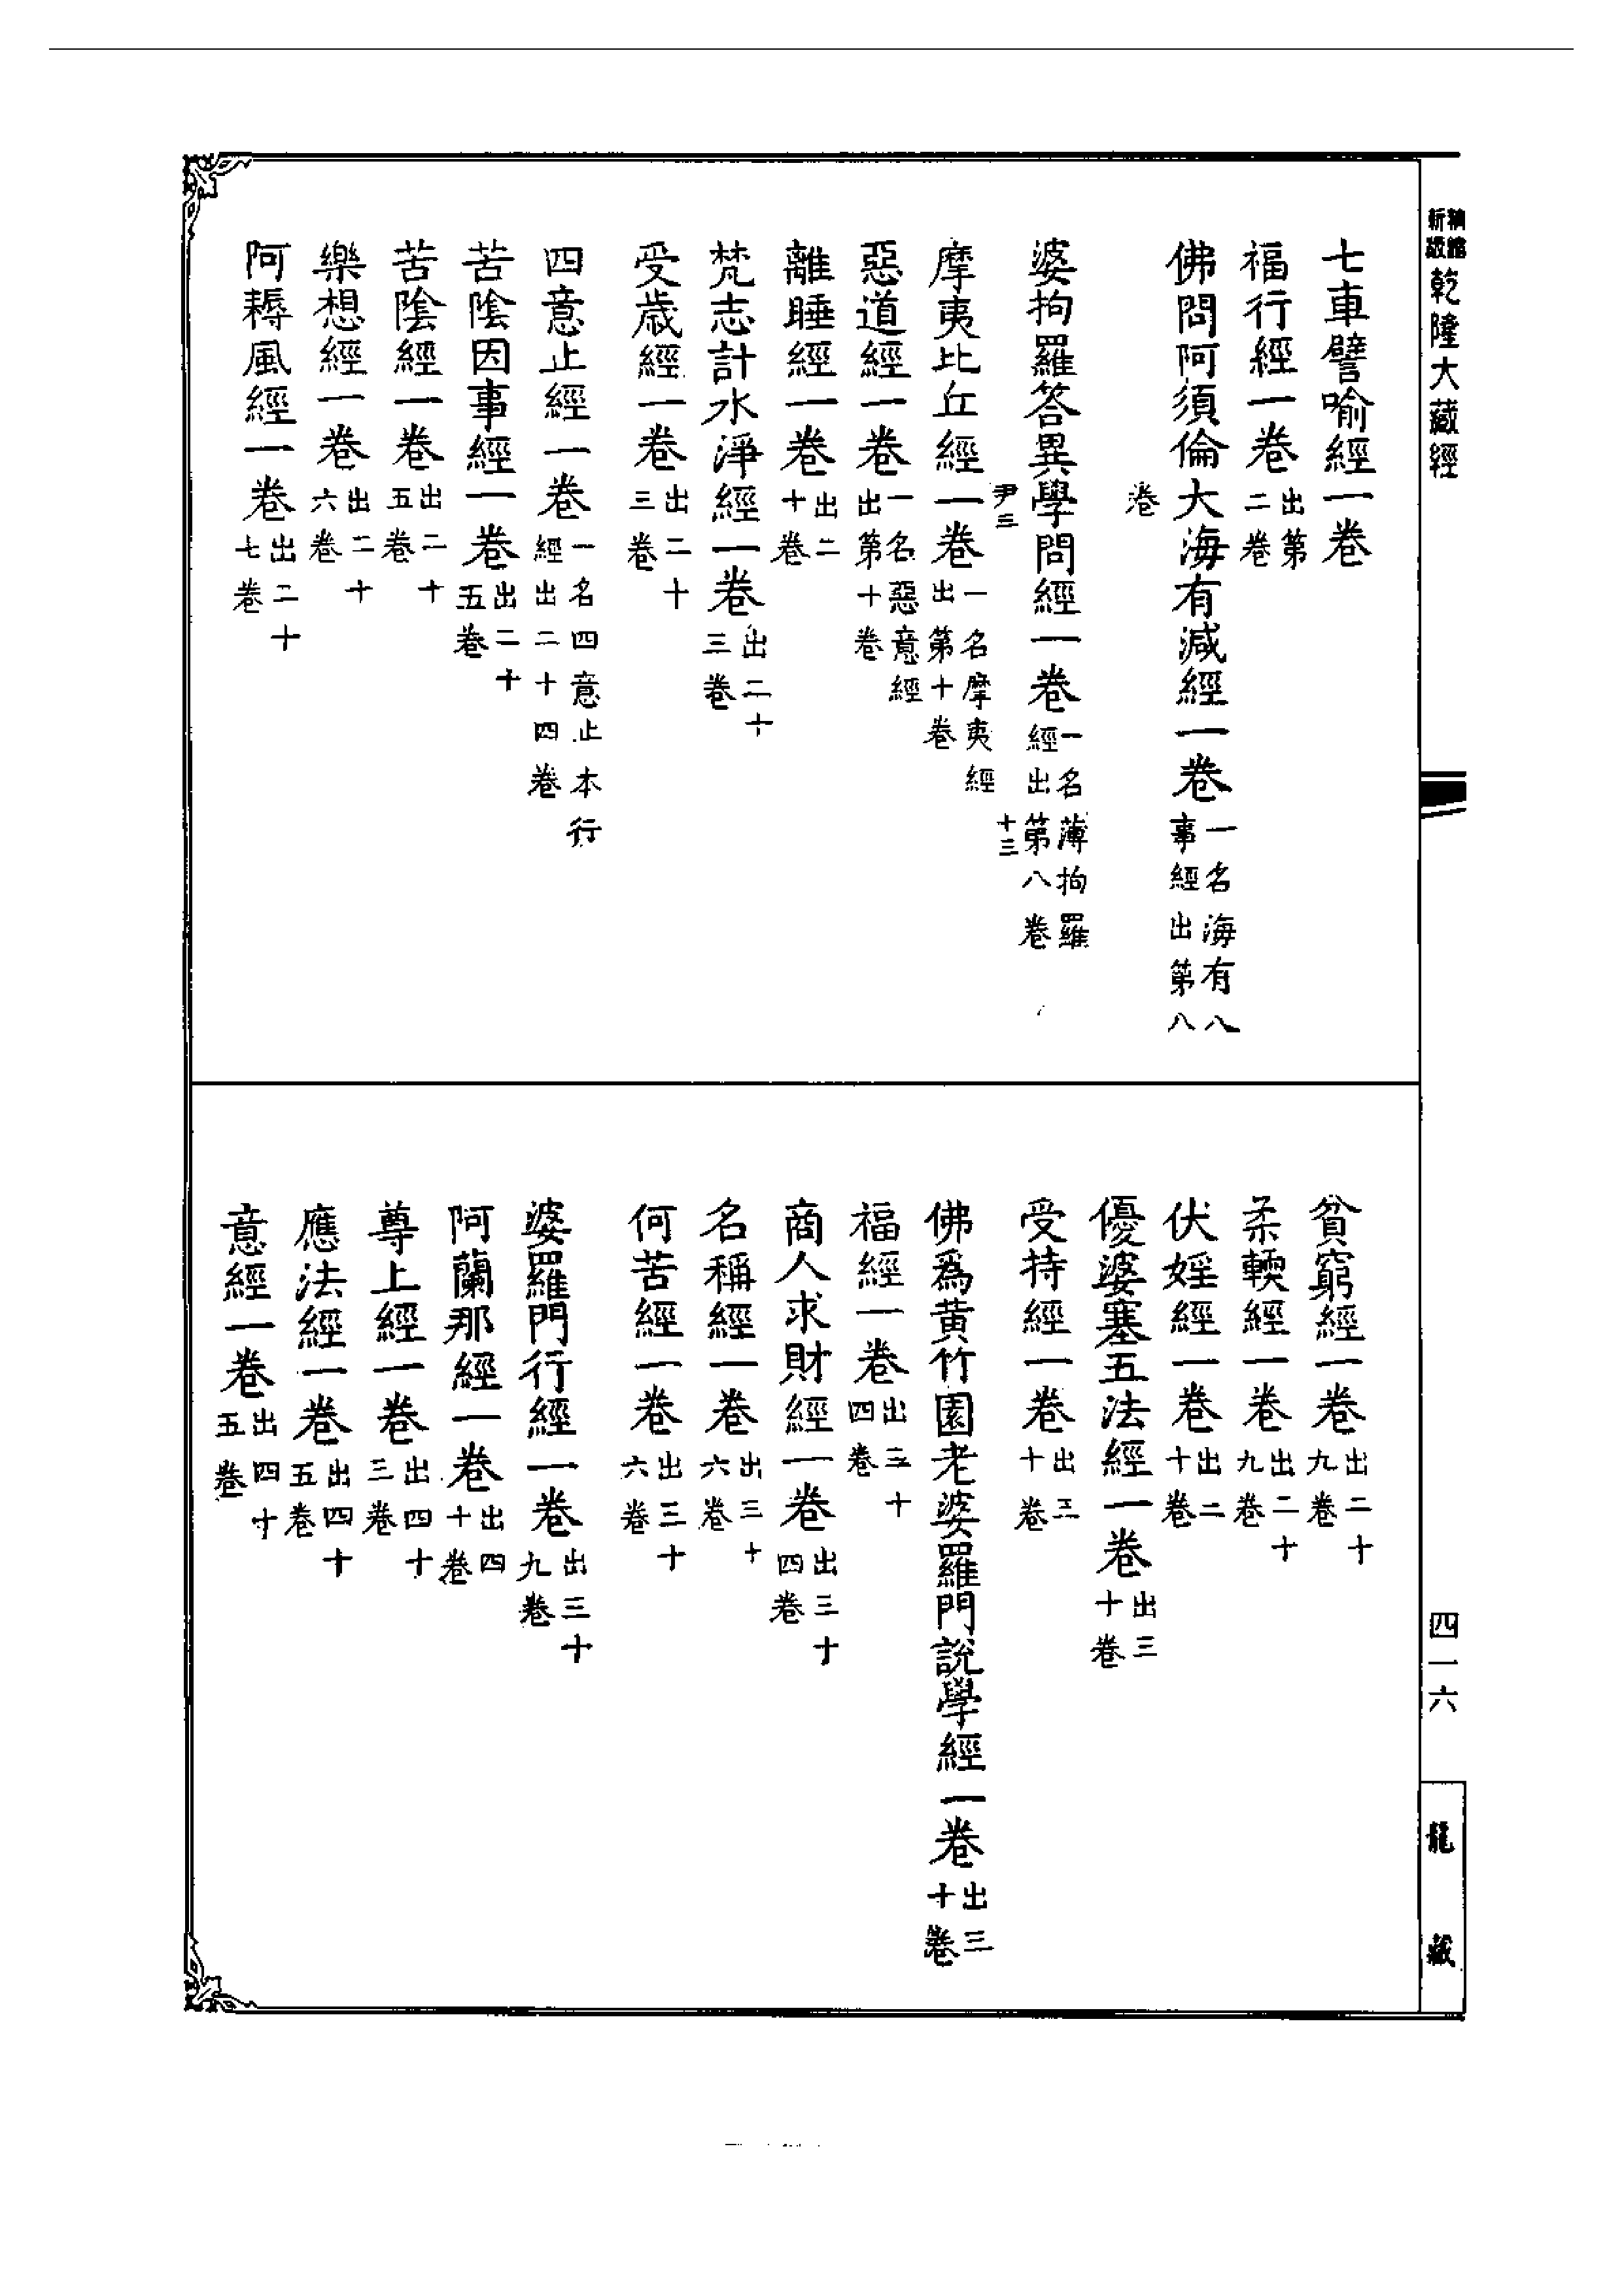 新編縮版乾隆大藏經
七車譬喻經一卷
福行經一卷出第二卷
佛問阿須倫大海有減經一卷一名海有八事經出第八
卷
婆拘羅答異學問經一卷一名薄拘羅經出第八卷
尹三 十三
摩夷比丘經一卷一名摩夷經出第十卷
惡道經一卷一名惡意經出第十卷
離睡經一卷出二十卷
梵志計水淨經一卷出二十三卷
受歲經一卷出二十三卷
四意止經一卷一名四意止本行經出二十四卷
苦陰因事經一卷出二十五卷
苦陰經一卷出二十五卷
樂想經一卷出二十六卷
阿耨風經一卷出二十七卷
貧窮經一卷出二十九卷
柔輭經一卷出二十九卷
伏婬經一卷出二十卷
優婆塞五法經一卷出三十卷
受持經一卷出三十卷
佛爲黃竹園老婆羅門說學經一卷出三十卷
福經一卷出三十四卷
商人求財經一卷出三十四卷
名稱經一卷出三十六卷
何苦經一卷出三十六卷
婆羅門行經一卷出三十九卷
阿蘭那經一卷出四十卷
尊上經一卷出四十三卷
應法經一卷出四十五卷
意經一卷出四十五卷
四一六
龍藏